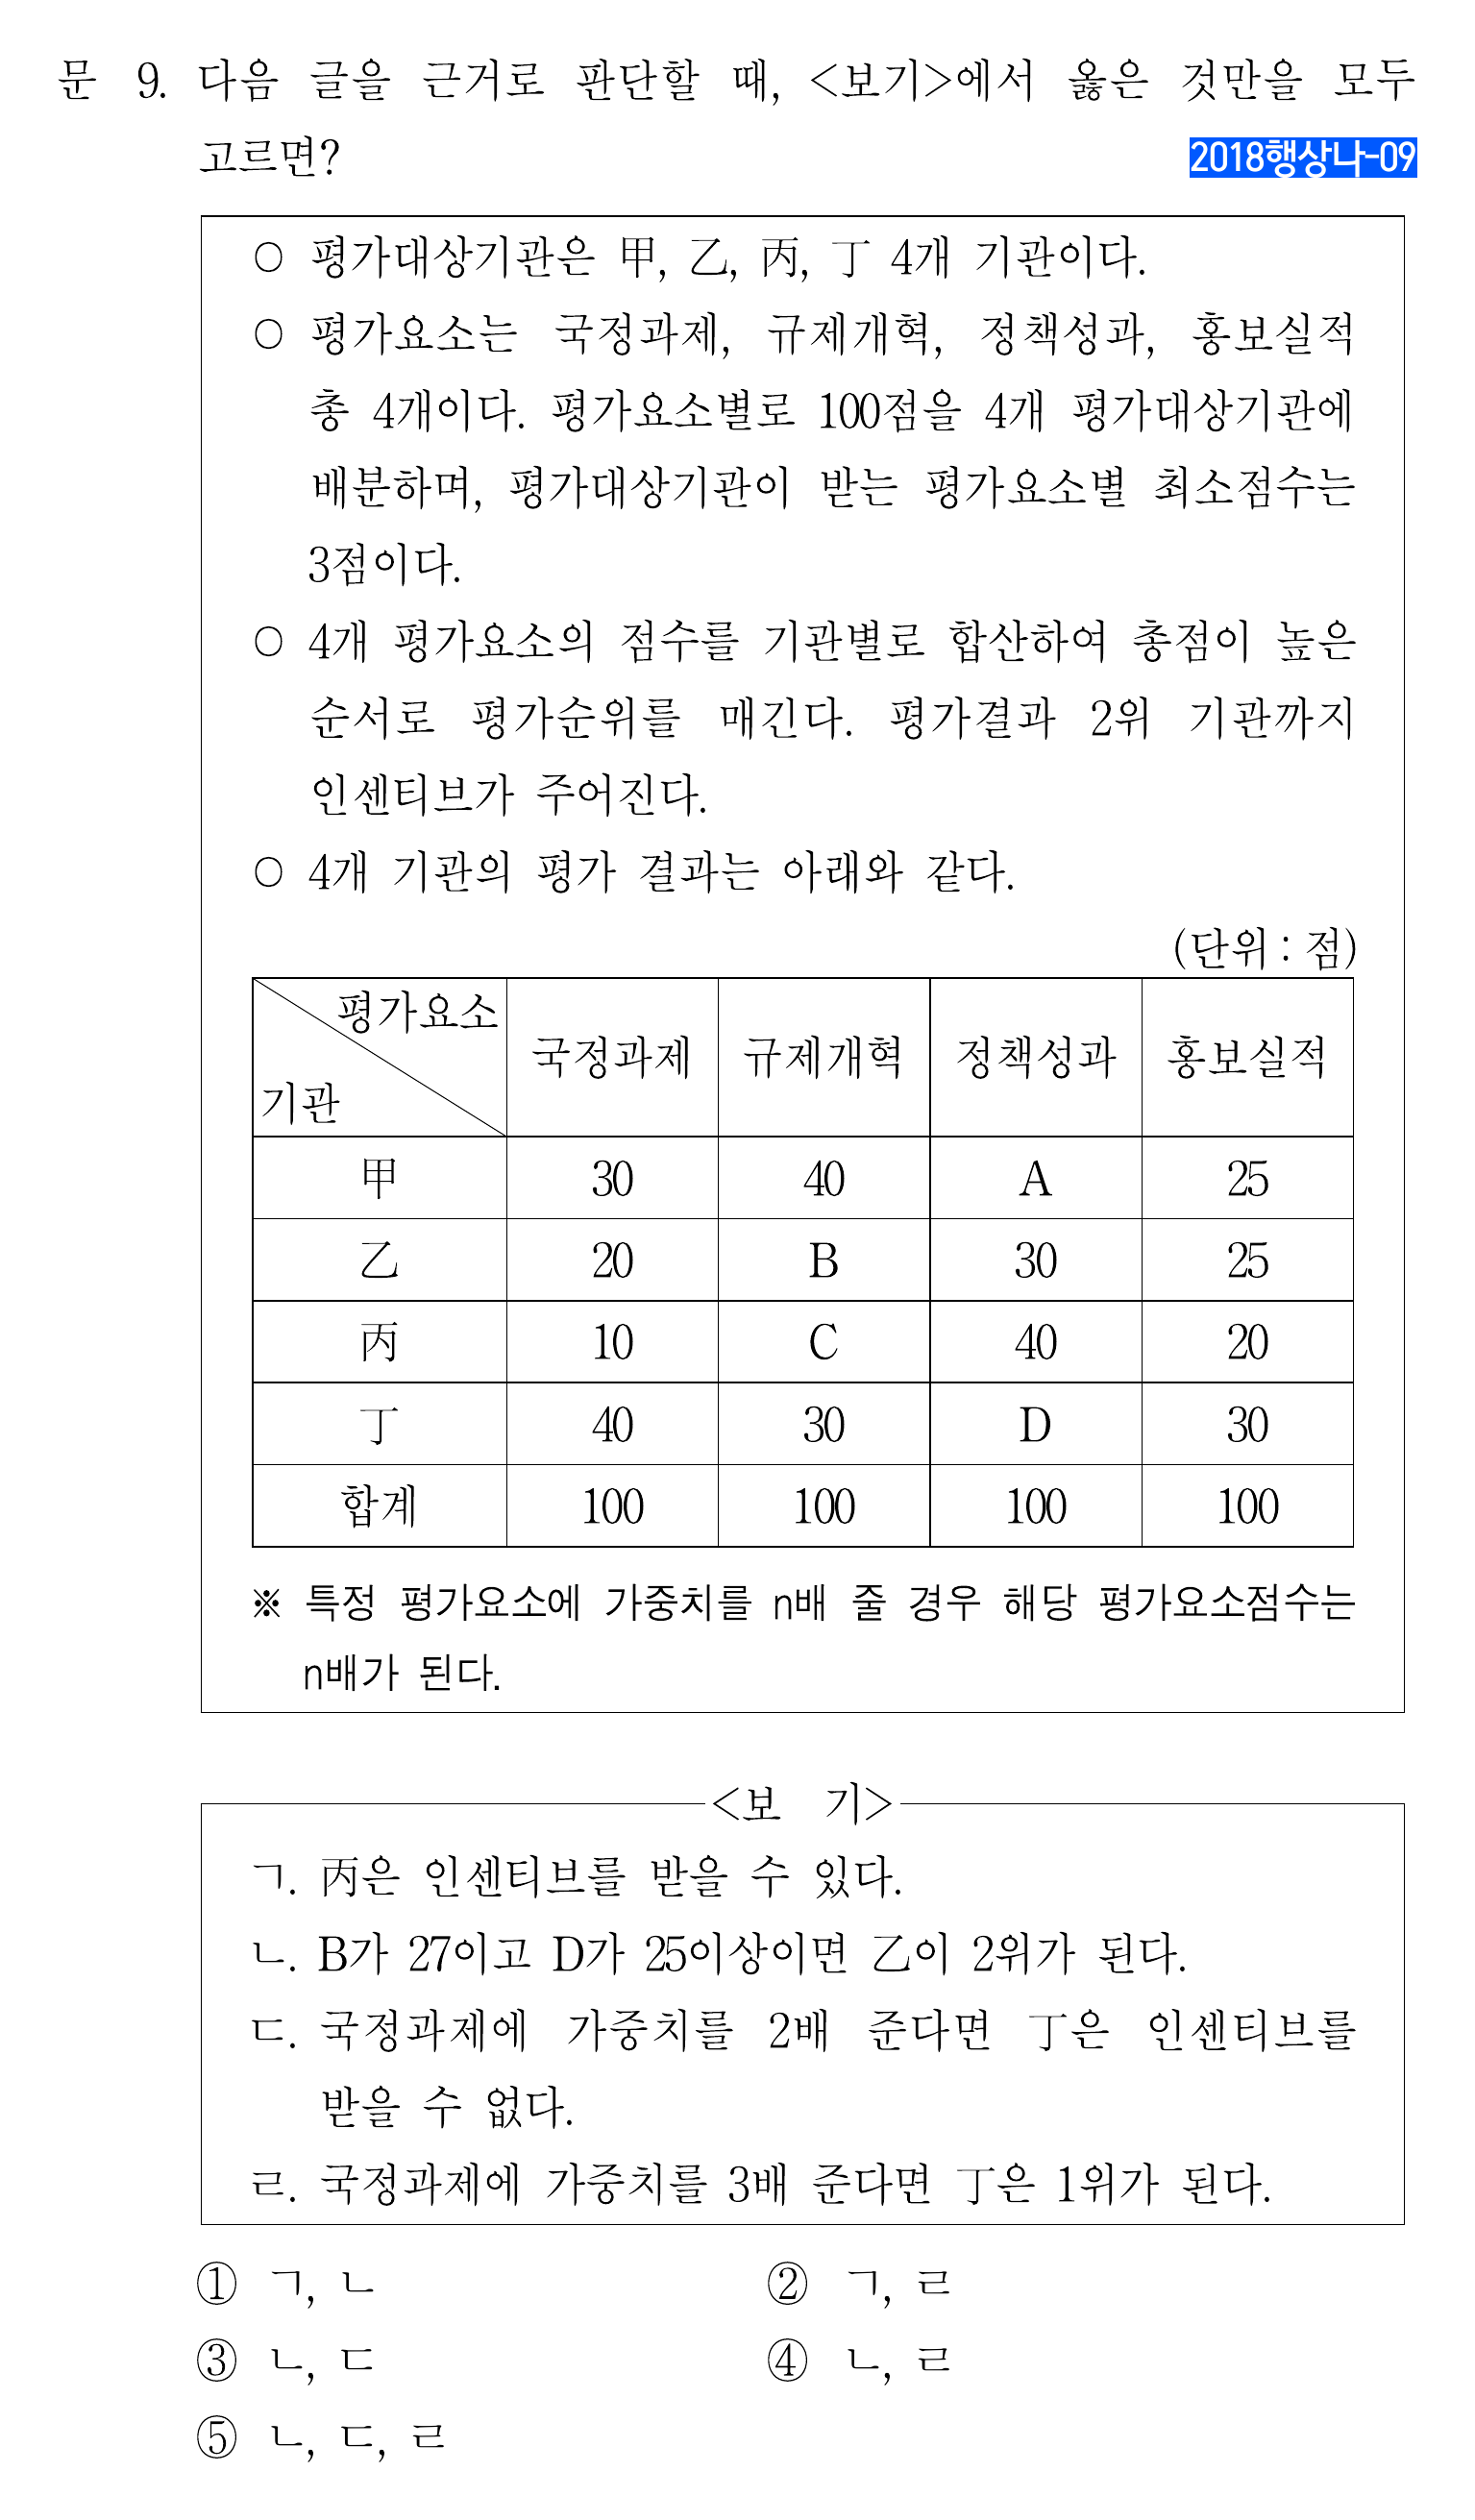 문 9. 다음 글을 근거로 판단할 때, <보기>에서 옳은 것만을 모두
고르면?
2018행상나-09
○ 평가대상기관은 甲, 乙, 丙, 丁 4개 기관이다.
○ 평가요소는 국정과제, 규제개혁, 정책성과, 홍보실적
총 4개이다. 평가요소별로 100점을 4개 평가대상기관에
배분하며, 평가대상기관이 받는 평가요소별 최소점수는
3점이다.
○ 4개 평가요소의 점수를 기관별로 합산하여 총점이 높은
순서로 평가순위를 매긴다. 평가결과 2위 기관까지
인센티브가 주어진다.
○ 4개 기관의 평가 결과는 아래와 같다.
(단위 : 점)
평가요소
기관
국정과제 규제개혁 정책성과 홍보실적
甲 30 40 A 25
乙 20 B 30 25
丙 10 C 40 20
丁 40 30 D 30
합계 100 100 100 100
※ 특정 평가요소에 가중치를 n배 줄 경우 해당 평가요소점수는
n배가 된다.
<보 기>
ㄱ. 丙은 인센티브를 받을 수 있다.
ㄴ. B가 27이고 D가 25이상이면 乙이 2위가 된다.
ㄷ. 국정과제에 가중치를 2배 준다면 丁은 인센티브를
받을 수 없다.
ㄹ. 국정과제에 가중치를 3배 준다면 丁은 1위가 된다.
① ㄱ, ㄴ ② ㄱ, ㄹ
③ ㄴ, ㄷ ④ ㄴ, ㄹ
⑤ ㄴ, ㄷ, ㄹ